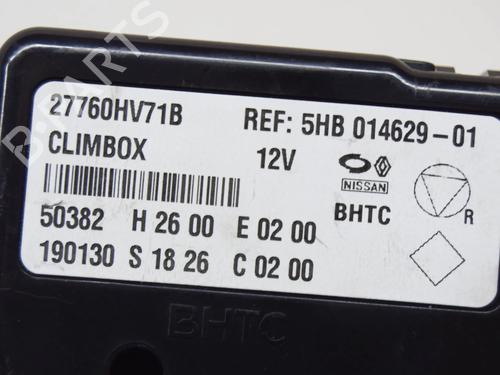 27760HV71B REF: 5HB 014629-01
CLIMBOX 12V
NISSAN
BHTC
R
50382 H 26 00 E 02 00
190130 S 18 26 C 02 00
BHTC
B-PARTS